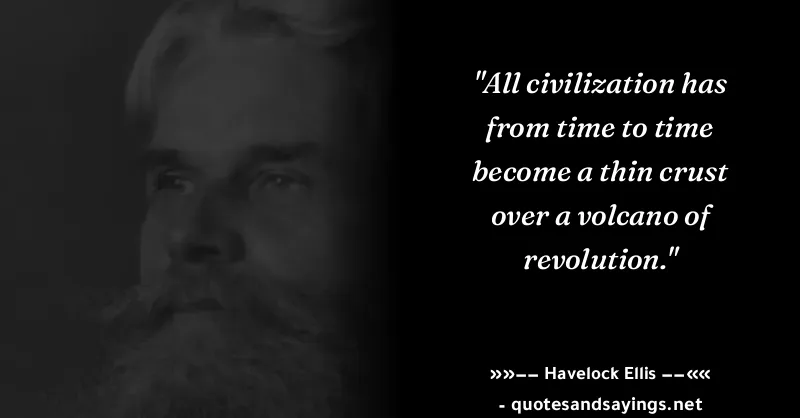 "All civilization has
from time to time
become a thin crust
over a volcano of
revolution."
»»−− Havelock Ellis −−««
- quotesandsayings.net